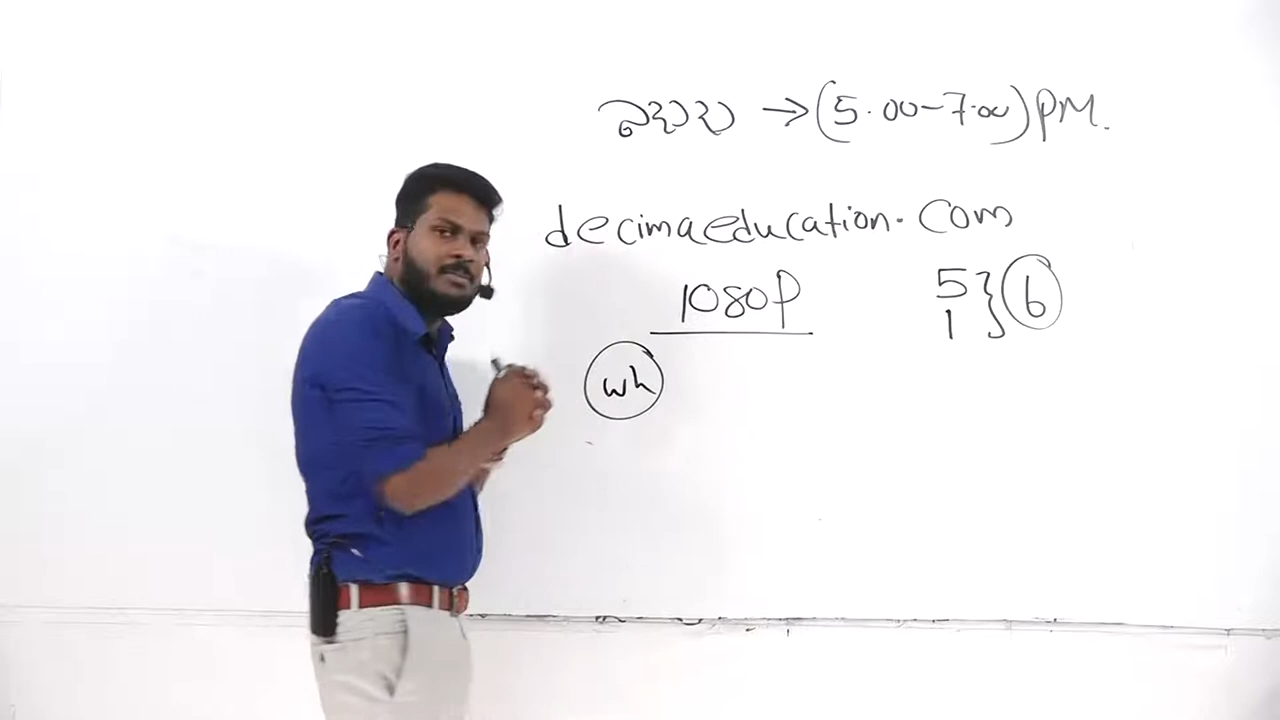 → (5.00-7.00) PM.
decimaeducation.com
1080P 5 } 6
1
wh